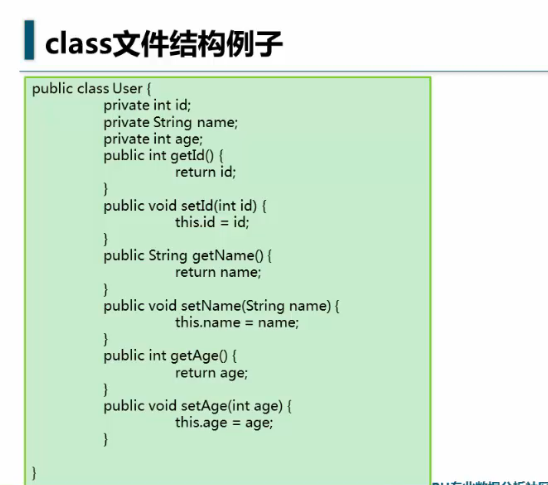 class文件结构例子
public class User {
private int id;
private String name;
private int age;
public int getId() {
return id;
}
public void setId(int id) {
this.id = id;
}
public String getName() {
return name;
}
public void setName(String name) {
this.name = name;
}
public int getAge() {
return age;
}
public void setAge(int age) {
this.age = age;
}
}